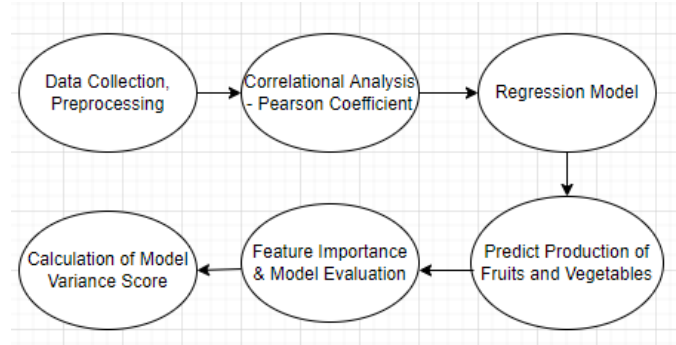 Data Collection,
Preprocessing
Correlational Analysis
- Pearson Coefficient
Regression Model
Predict Production of
Fruits and Vegetables
Feature Importance
& Model Evaluation
Calculation of Model
Variance Score